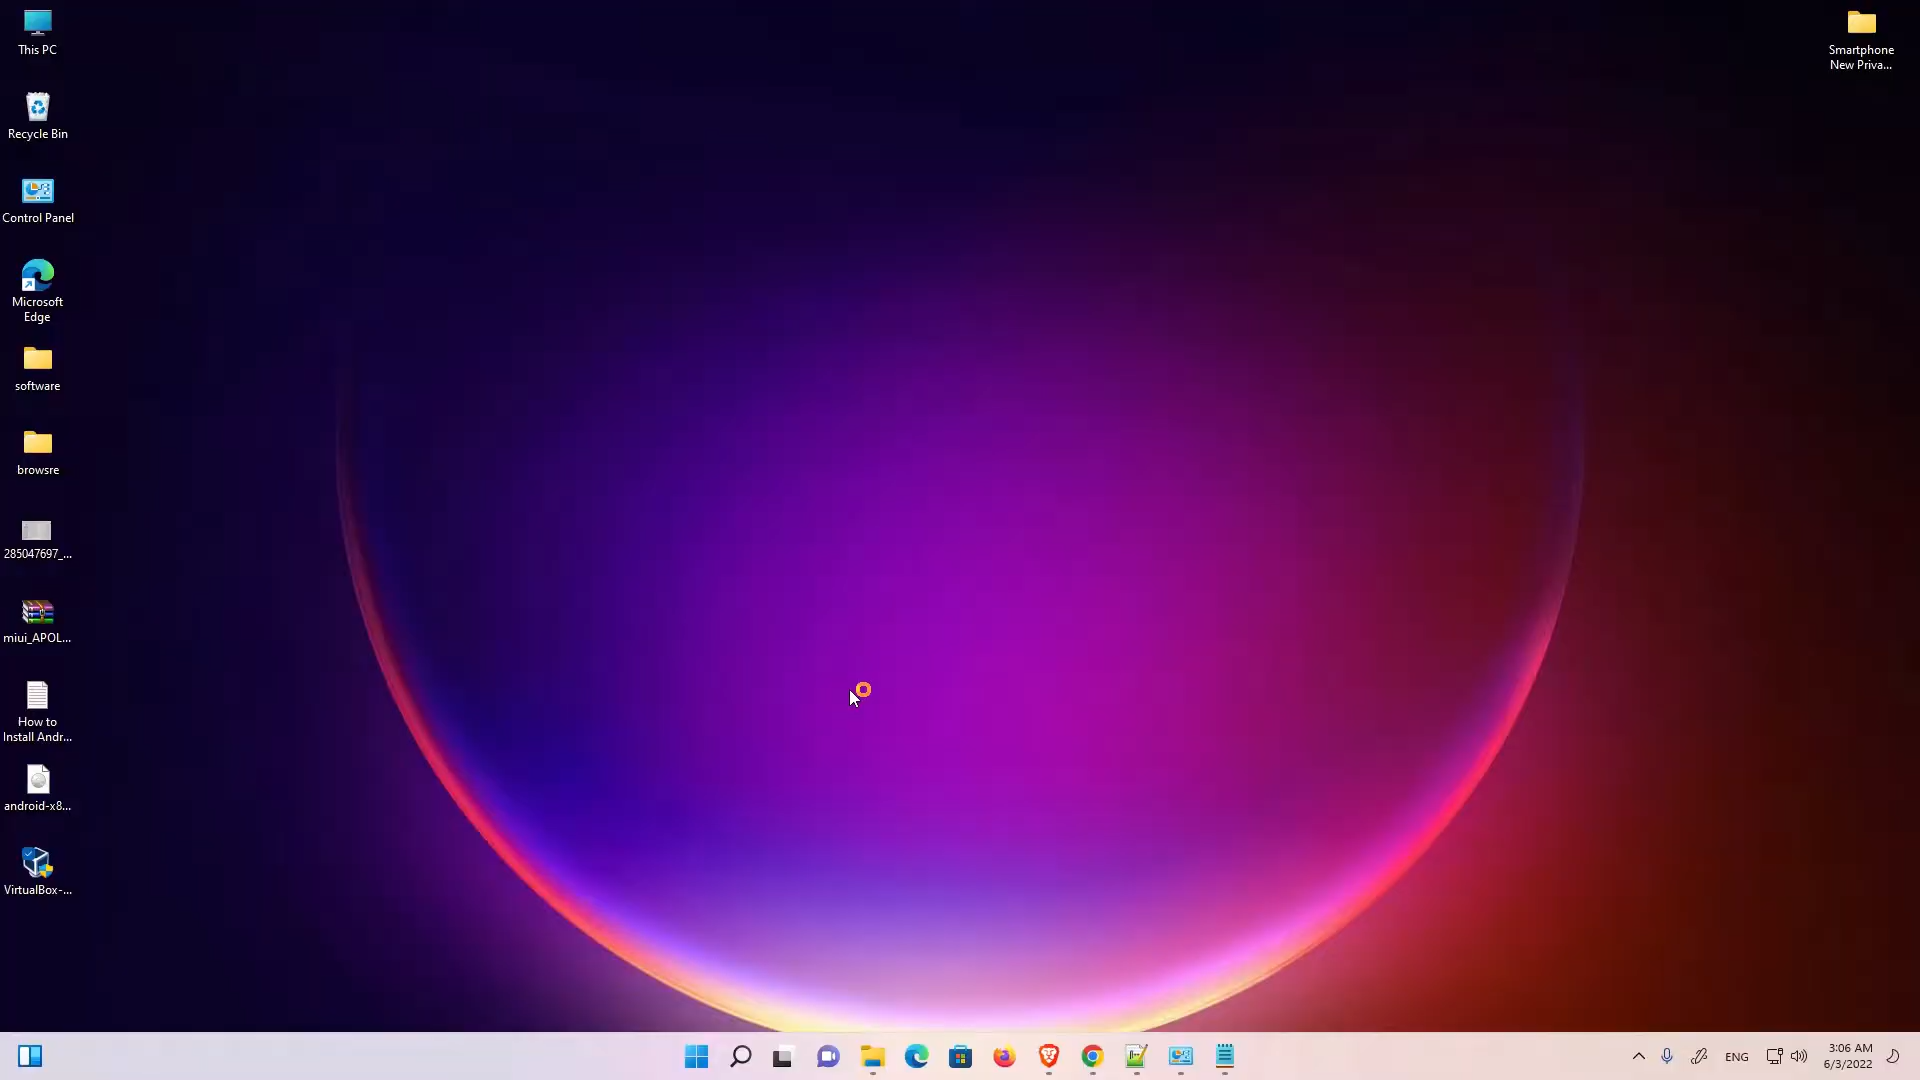 This PC
Recycle Bin
Control Panel
Microsoft
Edge
software
browsre
285047697_...
miui_APOL...
How to
Install Andr...
android-x8...
VirtualBox-...
Smartphone
New Priva...
ENG
3:06 AM
6/3/2022